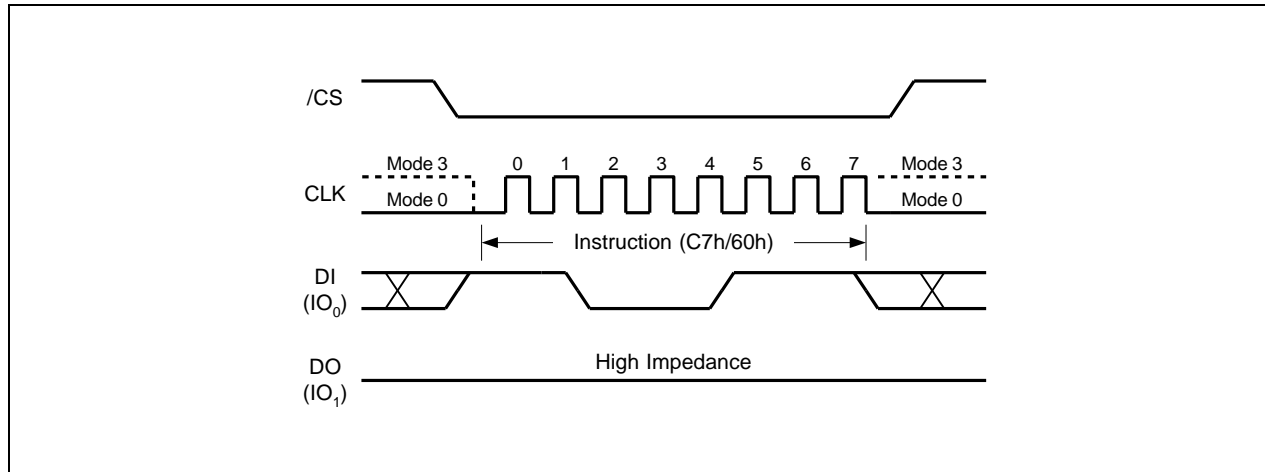 /CS
Mode 3 0 1 2 3 4 5 6 7 Mode 3
CLK
Mode 0 Mode 0
Instruction (C7h/60h)
DI
(IO0)
High Impedance
DO
(IO1)